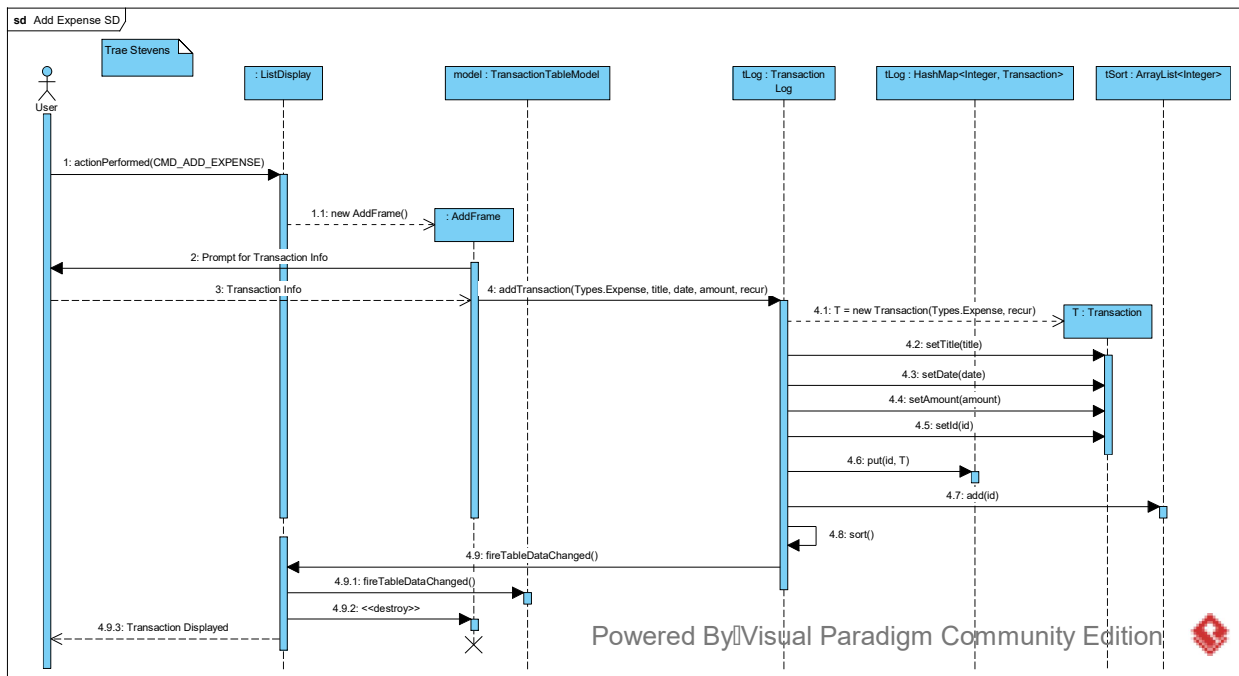 sd Add Expense SD
Trae Stevens
User
: ListDisplay
model : TransactionTableModel
tLog : Transaction
Log
tLog : HashMap<Integer, Transaction>
tSort : ArrayList<Integer>
1: actionPerformed(CMD_ADD_EXPENSE)
1.1: new AddFrame()
: AddFrame
2: Prompt for Transaction Info
3: Transaction Info
4: addTransaction(Types.Expense, title, date, amount, recur)
4.1: T = new Transaction(Types.Expense, recur)
T : Transaction
4.2: setTitle(title)
4.3: setDate(date)
4.4: setAmount(amount)
4.5: setId(id)
4.6: put(id, T)
4.7: add(id)
4.8: sort()
4.9: fireTableDataChanged()
4.9.1: fireTableDataChanged()
4.9.2: <<destroy>>
4.9.3: Transaction Displayed
Powered By Visual Paradigm Community Edition